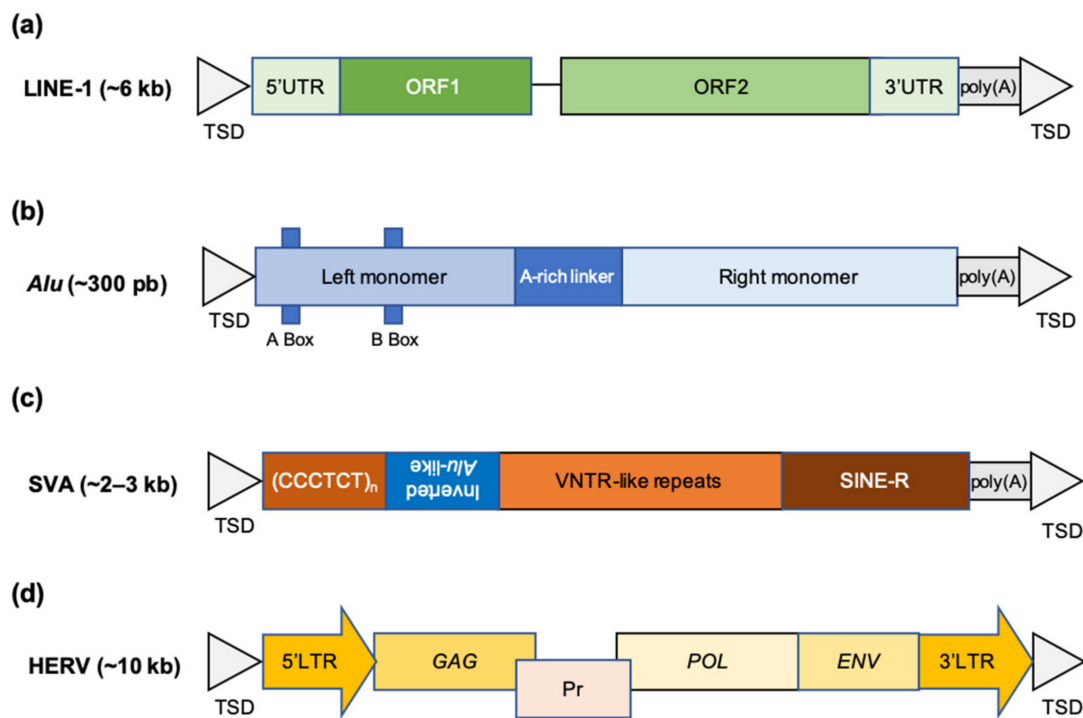 (a)
LINE-1 (~6 kb)
5'UTR
ORF1
ORF2
3'UTR
poly(A)
TSD
TSD
(b)
Alu (~300 pb)
Left monomer
A-rich linker
Right monomer
poly(A)
TSD
A Box
B Box
TSD
(c)
SVA (~2–3 kb)
(CCCTCT)n
Inverted
Alu-like
VNTR-like repeats
SINE-R
poly(A)
TSD
TSD
(d)
HERV (~10 kb)
5'LTR
GAG
Pr
POL
ENV
3'LTR
TSD
TSD